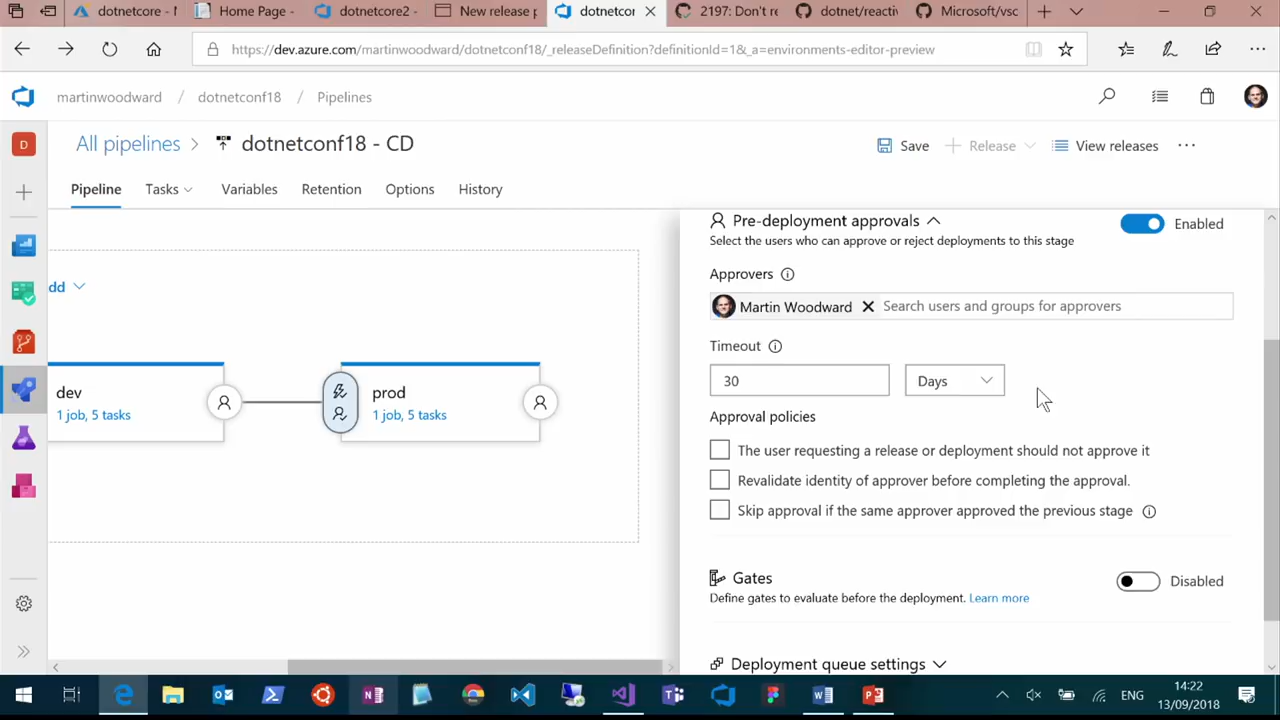 dotnetcore - M
Home Page -
dotnetcore2 -
New release p
dotnetcor
2197: Don't re
dotnet/reactiv
Microsoft/vsc
https://dev.azure.com/martinwoodward/dotnetconf18/_releaseDefinition?definitionId=1&_a=environments-editor-preview
martinwoodward / dotnetconf18 / Pipelines
D
All pipelines > dotnetconf18 - CD
Save
Release
View releases
Pipeline
Tasks
Variables
Retention
Options
History
dd
dev
1 job, 5 tasks
prod
1 job, 5 tasks
Pre-deployment approvals
Enabled
Select the users who can approve or reject deployments to this stage
Approvers
Martin Woodward
Search users and groups for approvers
Timeout
30
Days
Approval policies
The user requesting a release or deployment should not approve it
Revalidate identity of approver before completing the approval.
Skip approval if the same approver approved the previous stage
Gates
Disabled
Define gates to evaluate before the deployment. Learn more
Deployment queue settings
ENG
14:22
13/09/2018